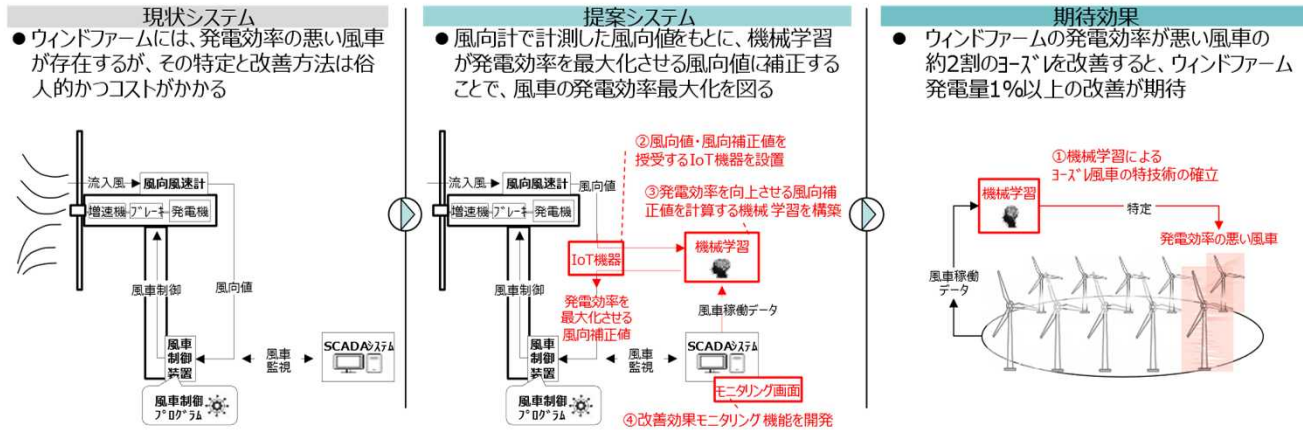 現状システム
● ウィンドファームには、発電効率の悪い風車
が存在するが、その特定と改善方法は俗
人的かつコストがかかる
流入風
風向風速計
増速機
ブレーキ
発電機
風車制御
風向値
風車
制御
装置
風車
監視
SCADAシステム
風車制御
プログラム
提案システム
● 風向計で計測した風向値をもとに、機械学習
が発電効率を最大化させる風向値に補正する
ことで、風車の発電効率最大化を図る
②風向値・風向補正値を
授受するIoT機器を設置
流入風
風向風速計
風向値
③発電効率を向上させる風向補
正値を計算する機械 学習を構築
増速機
ブレーキ
発電機
IoT機器
機械学習
風車制御
発電効率を
最大化させる
風向補正値
風車稼働データ
風車
制御
装置
風車
監視
SCADAシステム
モニタリング画面
風車制御
プログラム
④改善効果モニタリング 機能を開発
期待効果
● ウィンドファームの発電効率が悪い風車の
約2割のヨーズレを改善すると、ウィンドファーム
発電量1%以上の改善が期待
①機械学習による
ヨーズレ風車の特技術の確立
機械学習
特定
発電効率の悪い風車
風車稼働
データ